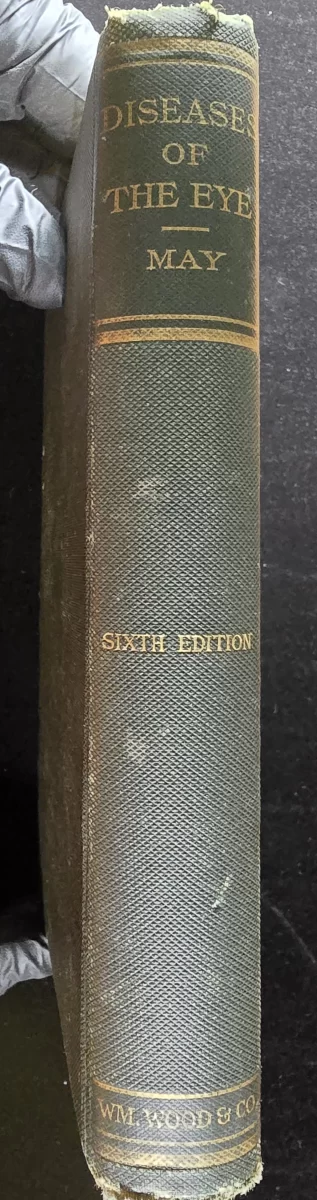 DISEASES
OF
THE EYE
MAY
SIXTH EDITION
WM. WOOD & CO.